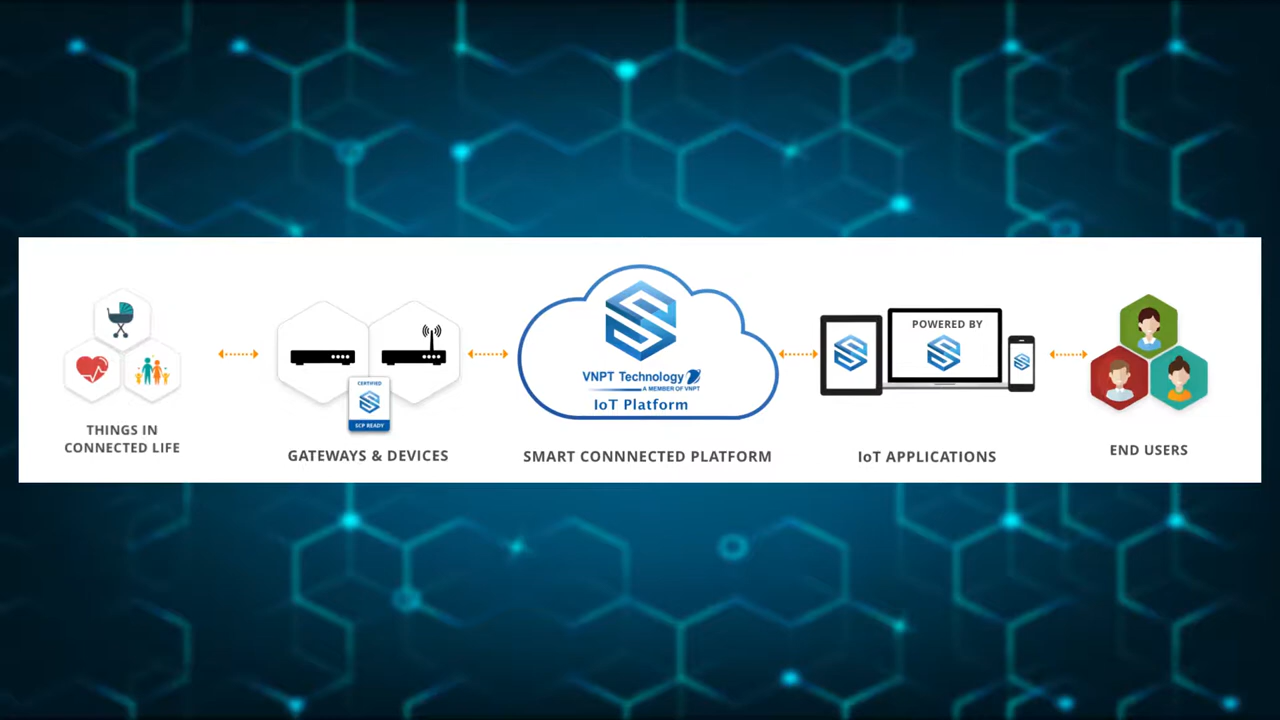 THINGS IN
CONNECTED LIFE
CERTIFIED
SCP READY
GATEWAYS & DEVICES
VNPT Technology
A MEMBER OF VNPT
IoT Platform
SMART CONNNECTED PLATFORM
POWERED BY
IoT APPLICATIONS
END USERS